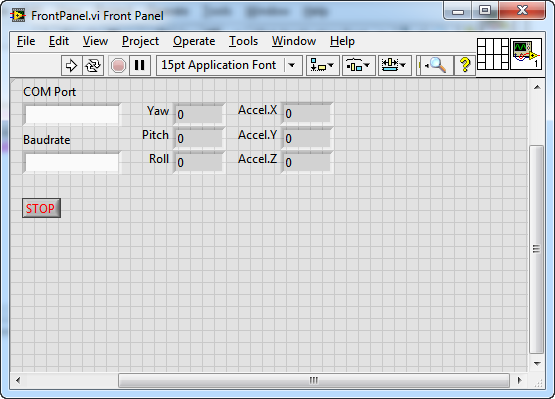 FrontPanel.vi Front Panel
File Edit View Project Operate Tools Window Help
15pt Application Font
1
COM Port
Yaw 0 Accel.X 0
Baudrate
Pitch 0 Accel.Y 0
Roll 0 Accel.Z 0
STOP